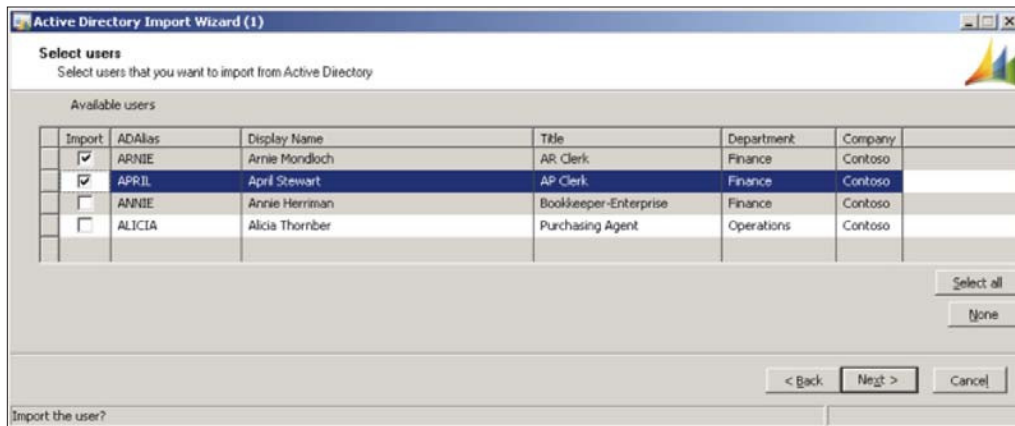 Active Directory Import Wizard (1)
Select users
Select users that you want to import from Active Directory
Available users
Import ADAlias Display Name Title Department Company
ARNIE Arnie Mondloch AR Clerk Finance Contoso
APRIL April Stewart AP Clerk Finance Contoso
ANNIE Annie Herriman Bookkeeper-Enterprise Finance Contoso
ALICIA Alicia Thornber Purchasing Agent Operations Contoso
Select all
None
< Back Next > Cancel
Import the user?